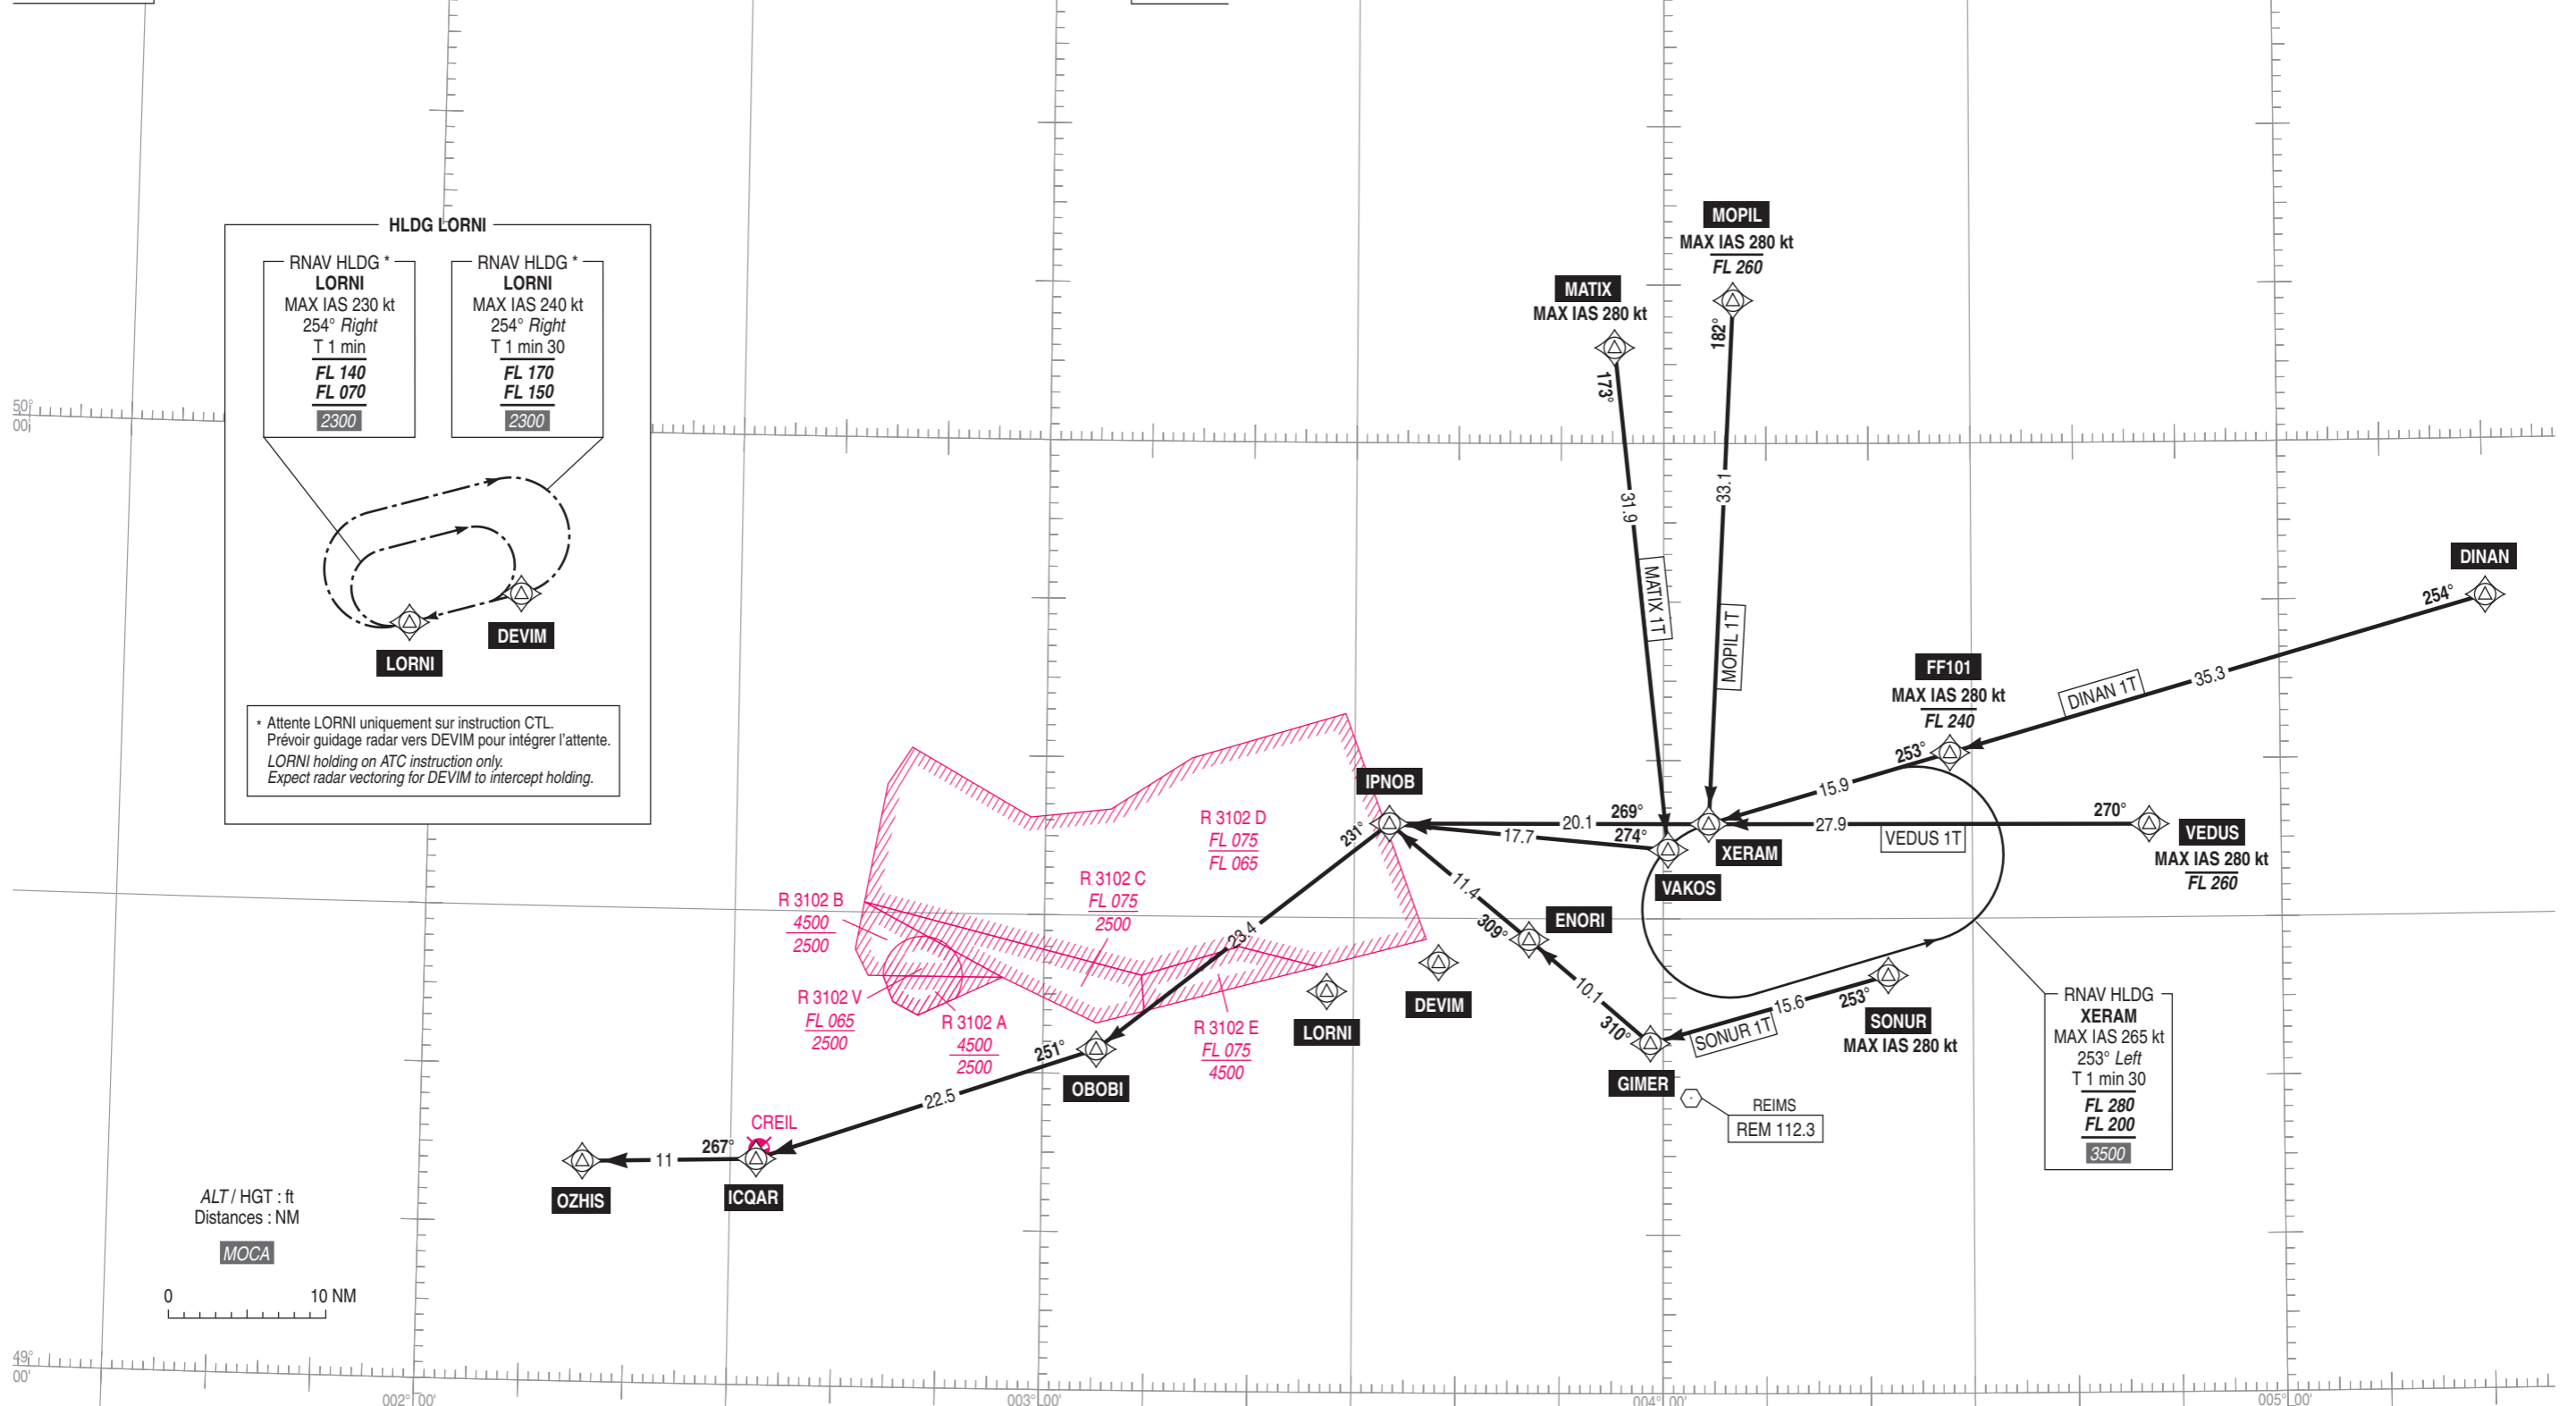 HLDG LORNI
RNAV HLDG *
LORNI
MAX IAS 230 kt
254° Right
T 1 min
FL 140
FL 070
2300
RNAV HLDG *
LORNI
MAX IAS 240 kt
254° Right
T 1 min 30
FL 170
FL 150
2300
LORNI
DEVIM
* Attente LORNI uniquement sur instruction CTL.
Prévoir guidage radar vers DEVIM pour intégrer l'attente.
LORNI holding on ATC instruction only.
Expect radar vectoring for DEVIM to intercept holding.
MOPIL
MAX IAS 280 kt
FL 260
182°
33.1
MOPIL 1T
MATIX
MAX IAS 280 kt
173°
31.9
MATIX 1T
DINAN
254°
35.3
DINAN 1T
FF101
MAX IAS 280 kt
FL 240
253°
15.9
IPNOB
269°
20.1
274°
17.7
XERAM
VAKOS
270°
27.9
VEDUS 1T
VEDUS
MAX IAS 280 kt
FL 260
231°
23.4
11.4
309°
ENORI
10.1
310°
GIMER
15.6
253°
SONUR 1T
SONUR
MAX IAS 280 kt
R 3102 D
FL 075
FL 065
R 3102 C
FL 075
2500
R 3102 B
4500
2500
R 3102 V
FL 065
2500
R 3102 A
4500
2500
R 3102 E
FL 075
4500
LORNI
DEVIM
OBOBI
251°
22.5
CREIL
267°
11
OZHIS
ICQAR
REIMS
REM 112.3
RNAV HLDG
XERAM
MAX IAS 265 kt
253° Left
T 1 min 30
FL 280
FL 200
3500
ALT / HGT : ft
Distances : NM
MOCA
0
10 NM
50°
00'
49°
00'
002° 00'
003° 00'
004° 00'
005° 00'